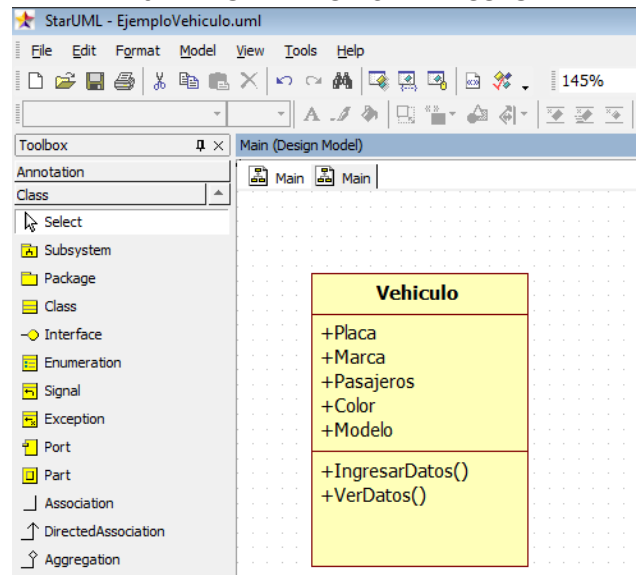 StarUML - EjemploVehiculo.uml
File Edit Format Model View Tools Help
145%
Toolbox
Main (Design Model)
Annotation
Main Main
Class
Select
Subsystem
Package
Class
Interface
Enumeration
Signal
Exception
Port
Part
Association
DirectedAssociation
Aggregation
Vehiculo
+Placa
+Marca
+Pasajeros
+Color
+Modelo
+IngresarDatos()
+VerDatos()